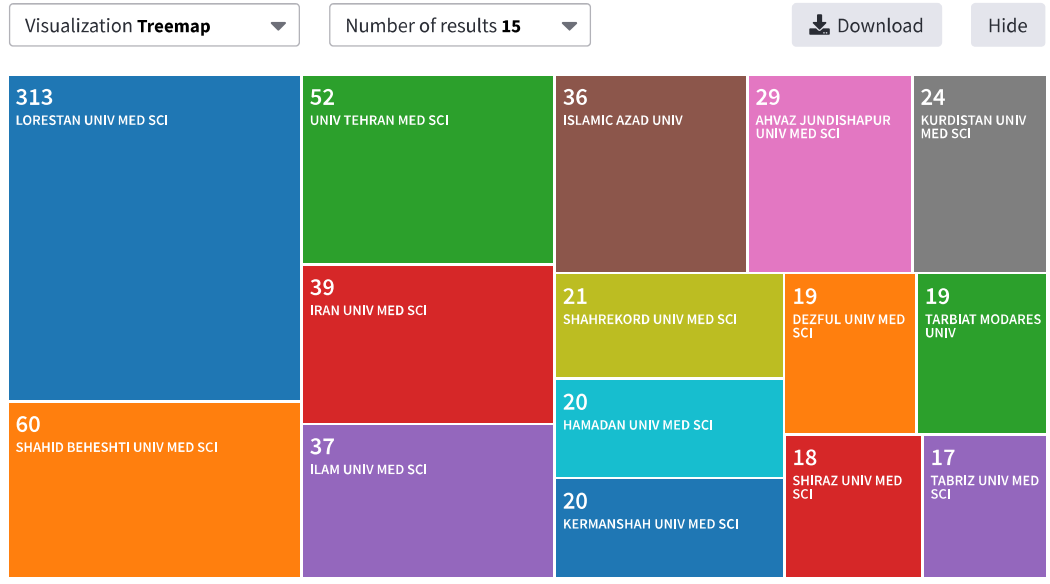 Visualization Treemap
Number of results 15
Download
Hide
313
LORESTAN UNIV MED SCI
60
SHAHID BEHESHTI UNIV MED SCI
52
UNIV TEHRAN MED SCI
39
IRAN UNIV MED SCI
37
ILAM UNIV MED SCI
36
ISLAMIC AZAD UNIV
29
AHVAZ JUNDISHAPUR
UNIV MED SCI
24
KURDISTAN UNIV
MED SCI
21
SHAHREKORD UNIV MED SCI
20
HAMADAN UNIV MED SCI
20
KERMANSHAH UNIV MED SCI
19
DEZFUL UNIV MED
SCI
19
TARBIAT MODARES
UNIV
18
SHIRAZ UNIV MED
SCI
17
TABRIZ UNIV MED
SCI